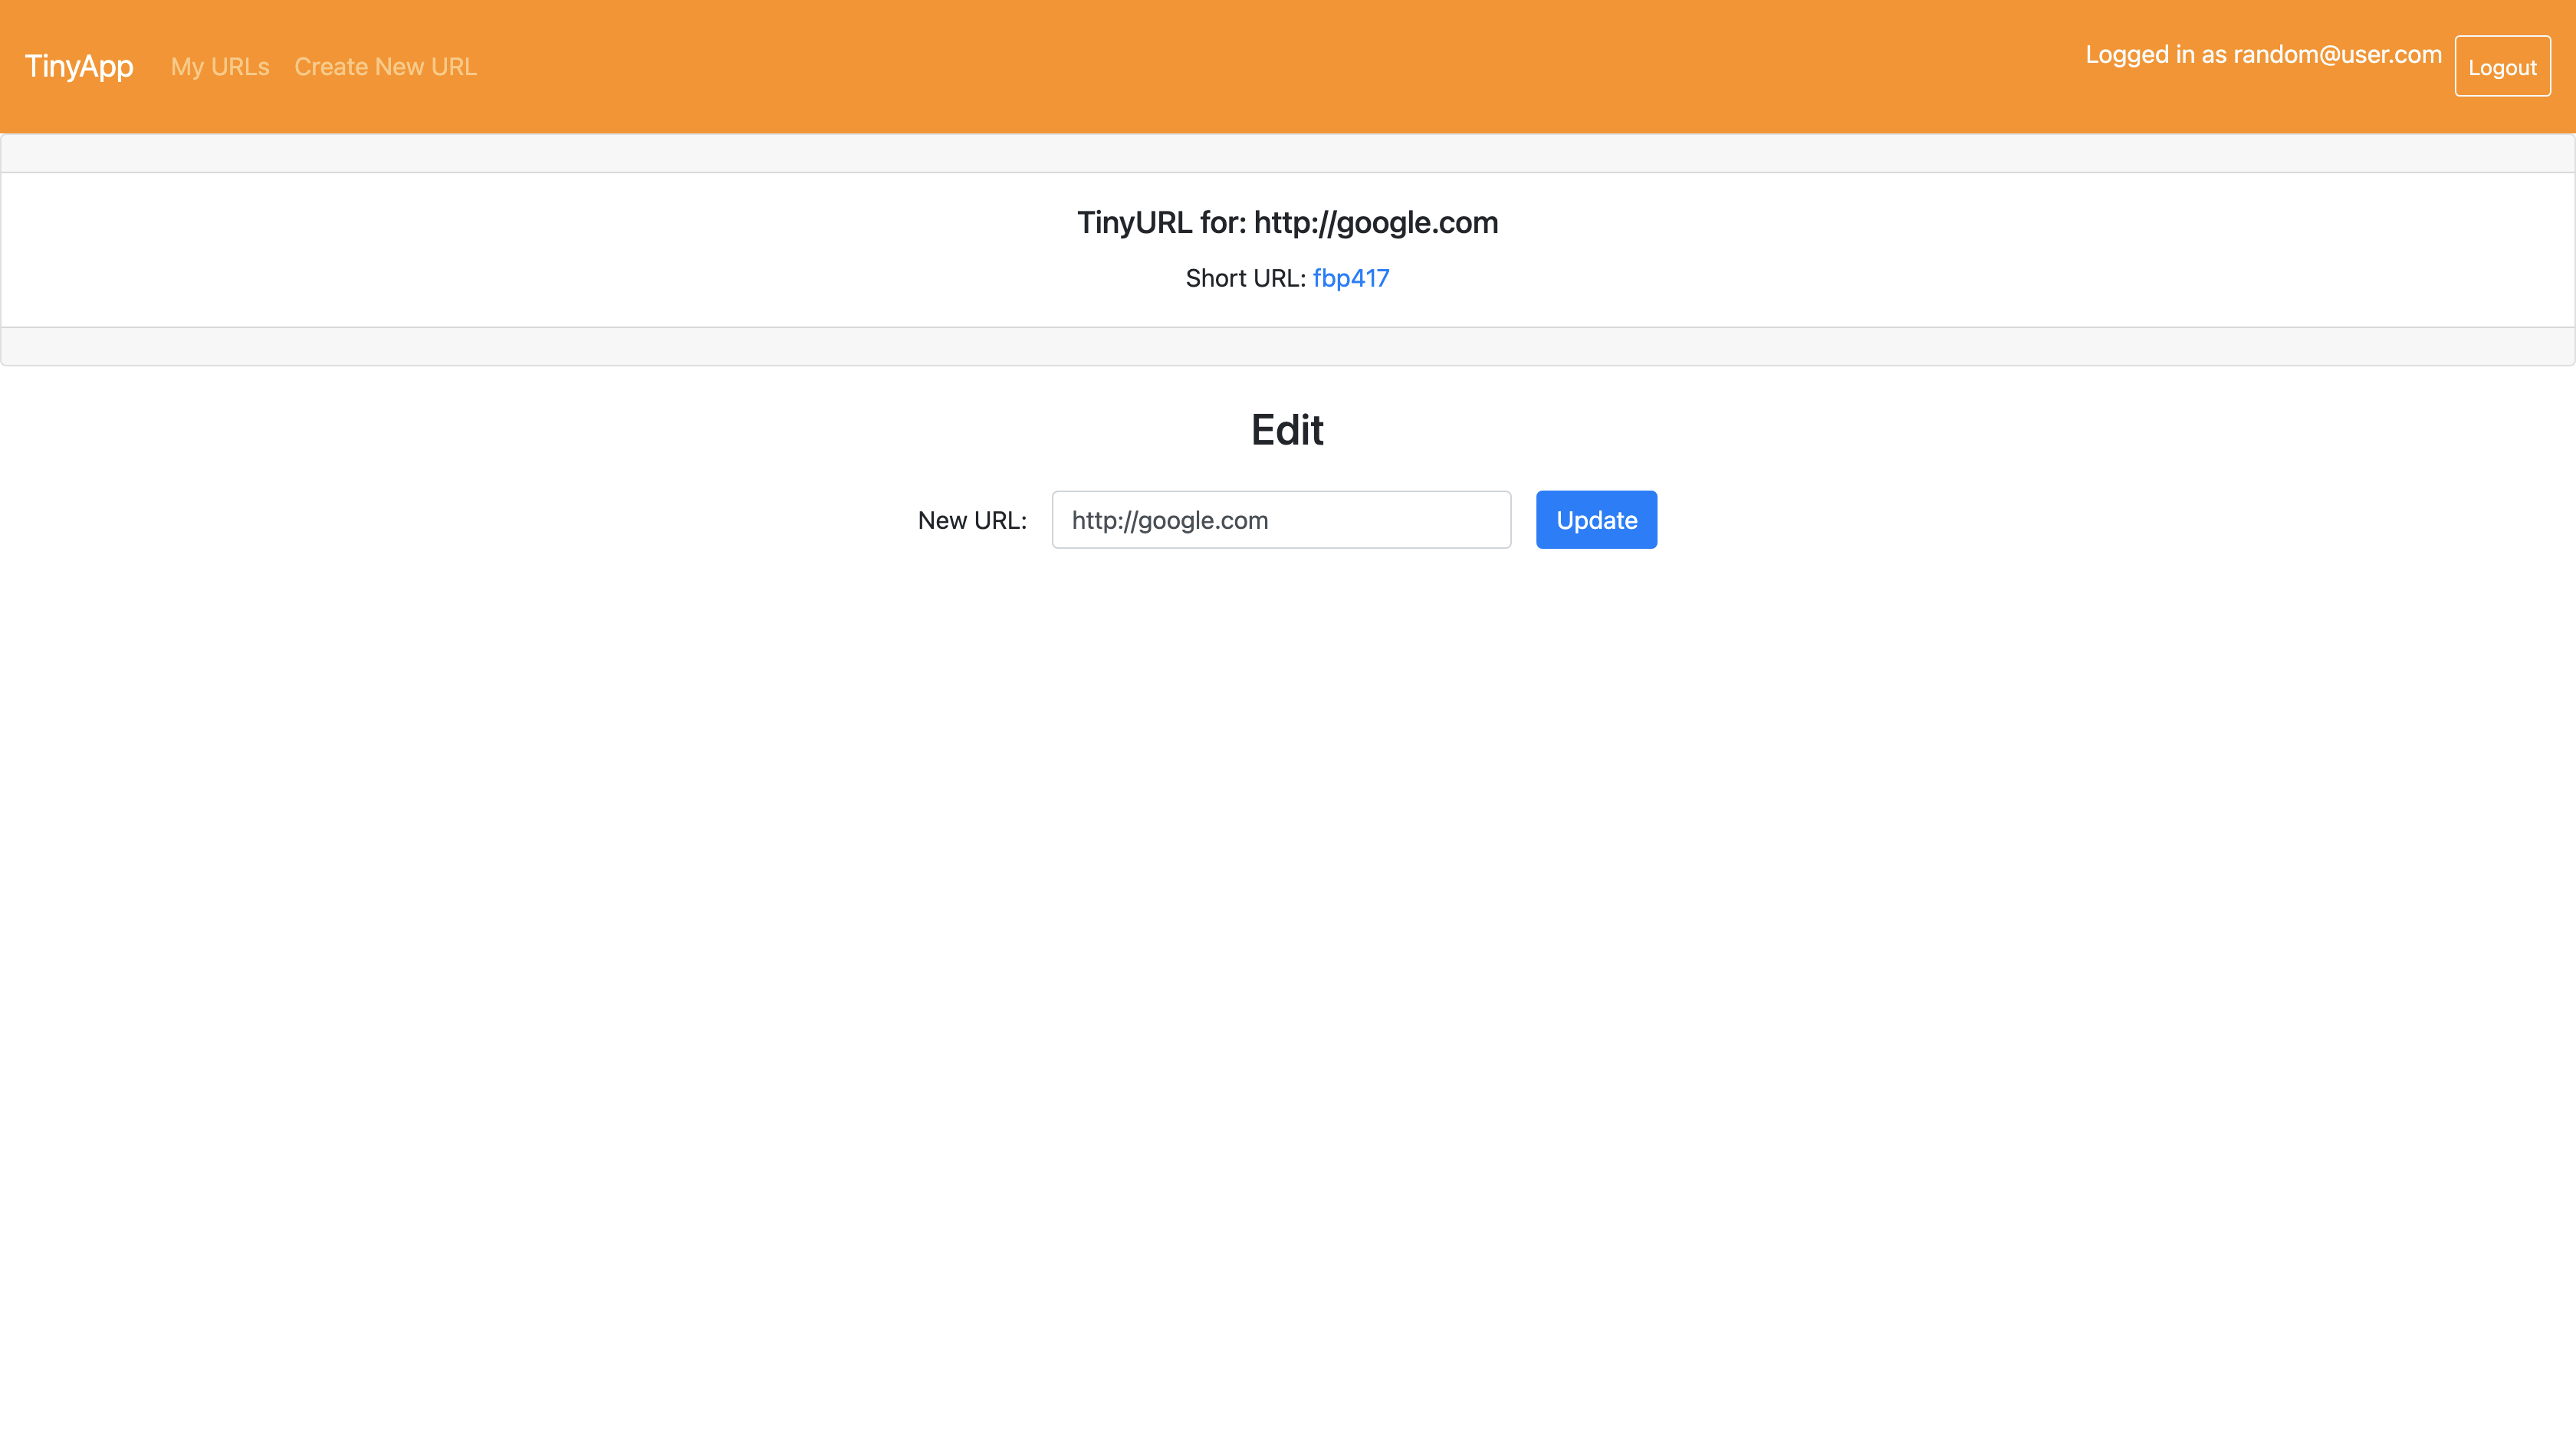 TinyApp My URLs Create New URL Logged in as random@user.com Logout
TinyURL for: http://google.com
Short URL: fbp417
Edit
New URL: http://google.com Update